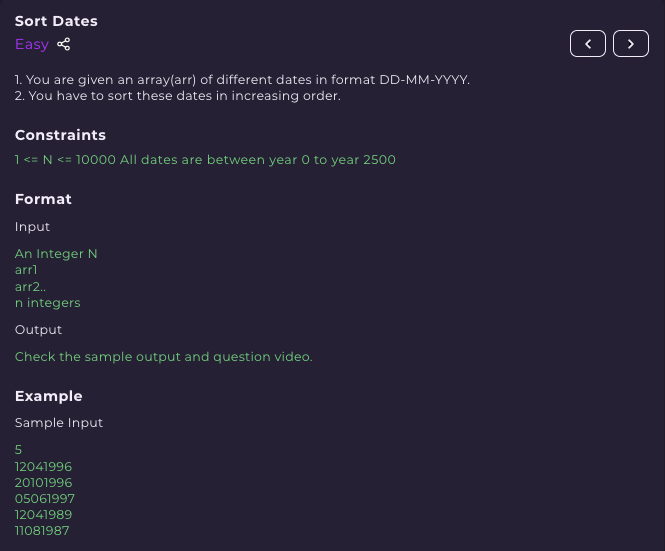 Sort Dates
Easy
1. You are given an array(arr) of different dates in format DD-MM-YYYY.
2. You have to sort these dates in increasing order.
Constraints
1 <= N <= 10000 All dates are between year 0 to year 2500
Format
Input
An Integer N
arr1
arr2..
n integers
Output
Check the sample output and question video.
Example
Sample Input
5
12041996
20101996
05061997
12041989
11081987